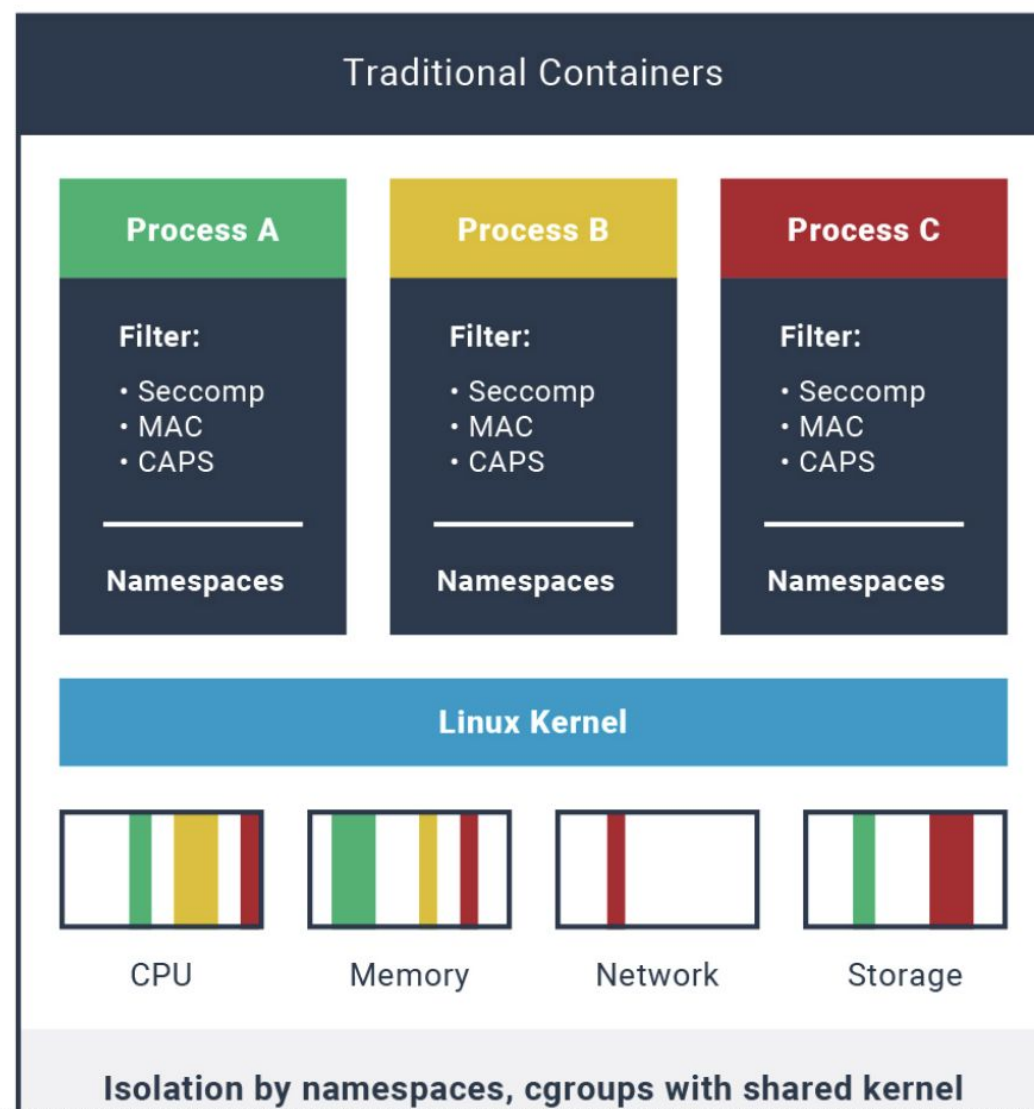 Traditional Containers
Process A
Filter:
• Seccomp
• MAC
• CAPS
Namespaces
Process B
Filter:
• Seccomp
• MAC
• CAPS
Namespaces
Process C
Filter:
• Seccomp
• MAC
• CAPS
Namespaces
Linux Kernel
CPU
Memory
Network
Storage
Isolation by namespaces, cgroups with shared kernel